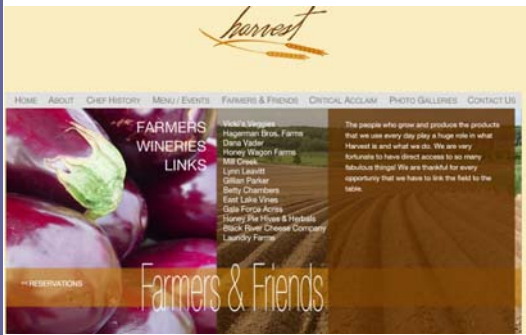 harvest
HOME ABOUT CHEF HISTORY MENU / EVENTS FARMERS & FRIENDS CRITICAL ACCLAIM PHOTO GALLERIES CONTACT US
FARMERS
WINERIES
LINKS
Vicki's Veggies
Hagerman Bros. Farms
Dana Vader
Honey Wagon Farms
Mill Creek
Lynn Leavitt
Gillian Parker
Betty Chambers
East Lake Vines
Gaia Force Acres
Honey Pie Hives & Herbals
Black River Cheese Company
Laundry Farms
The people who grow and produce the products
that we use every day play a huge role in what
Harvest is and what we do. We are very
fortunate to have direct access to so many
fabulous things! We are thankful for every
opportuniy that we have to link the field to the
table.
<< RESERVATIONS
Farmers & Friends